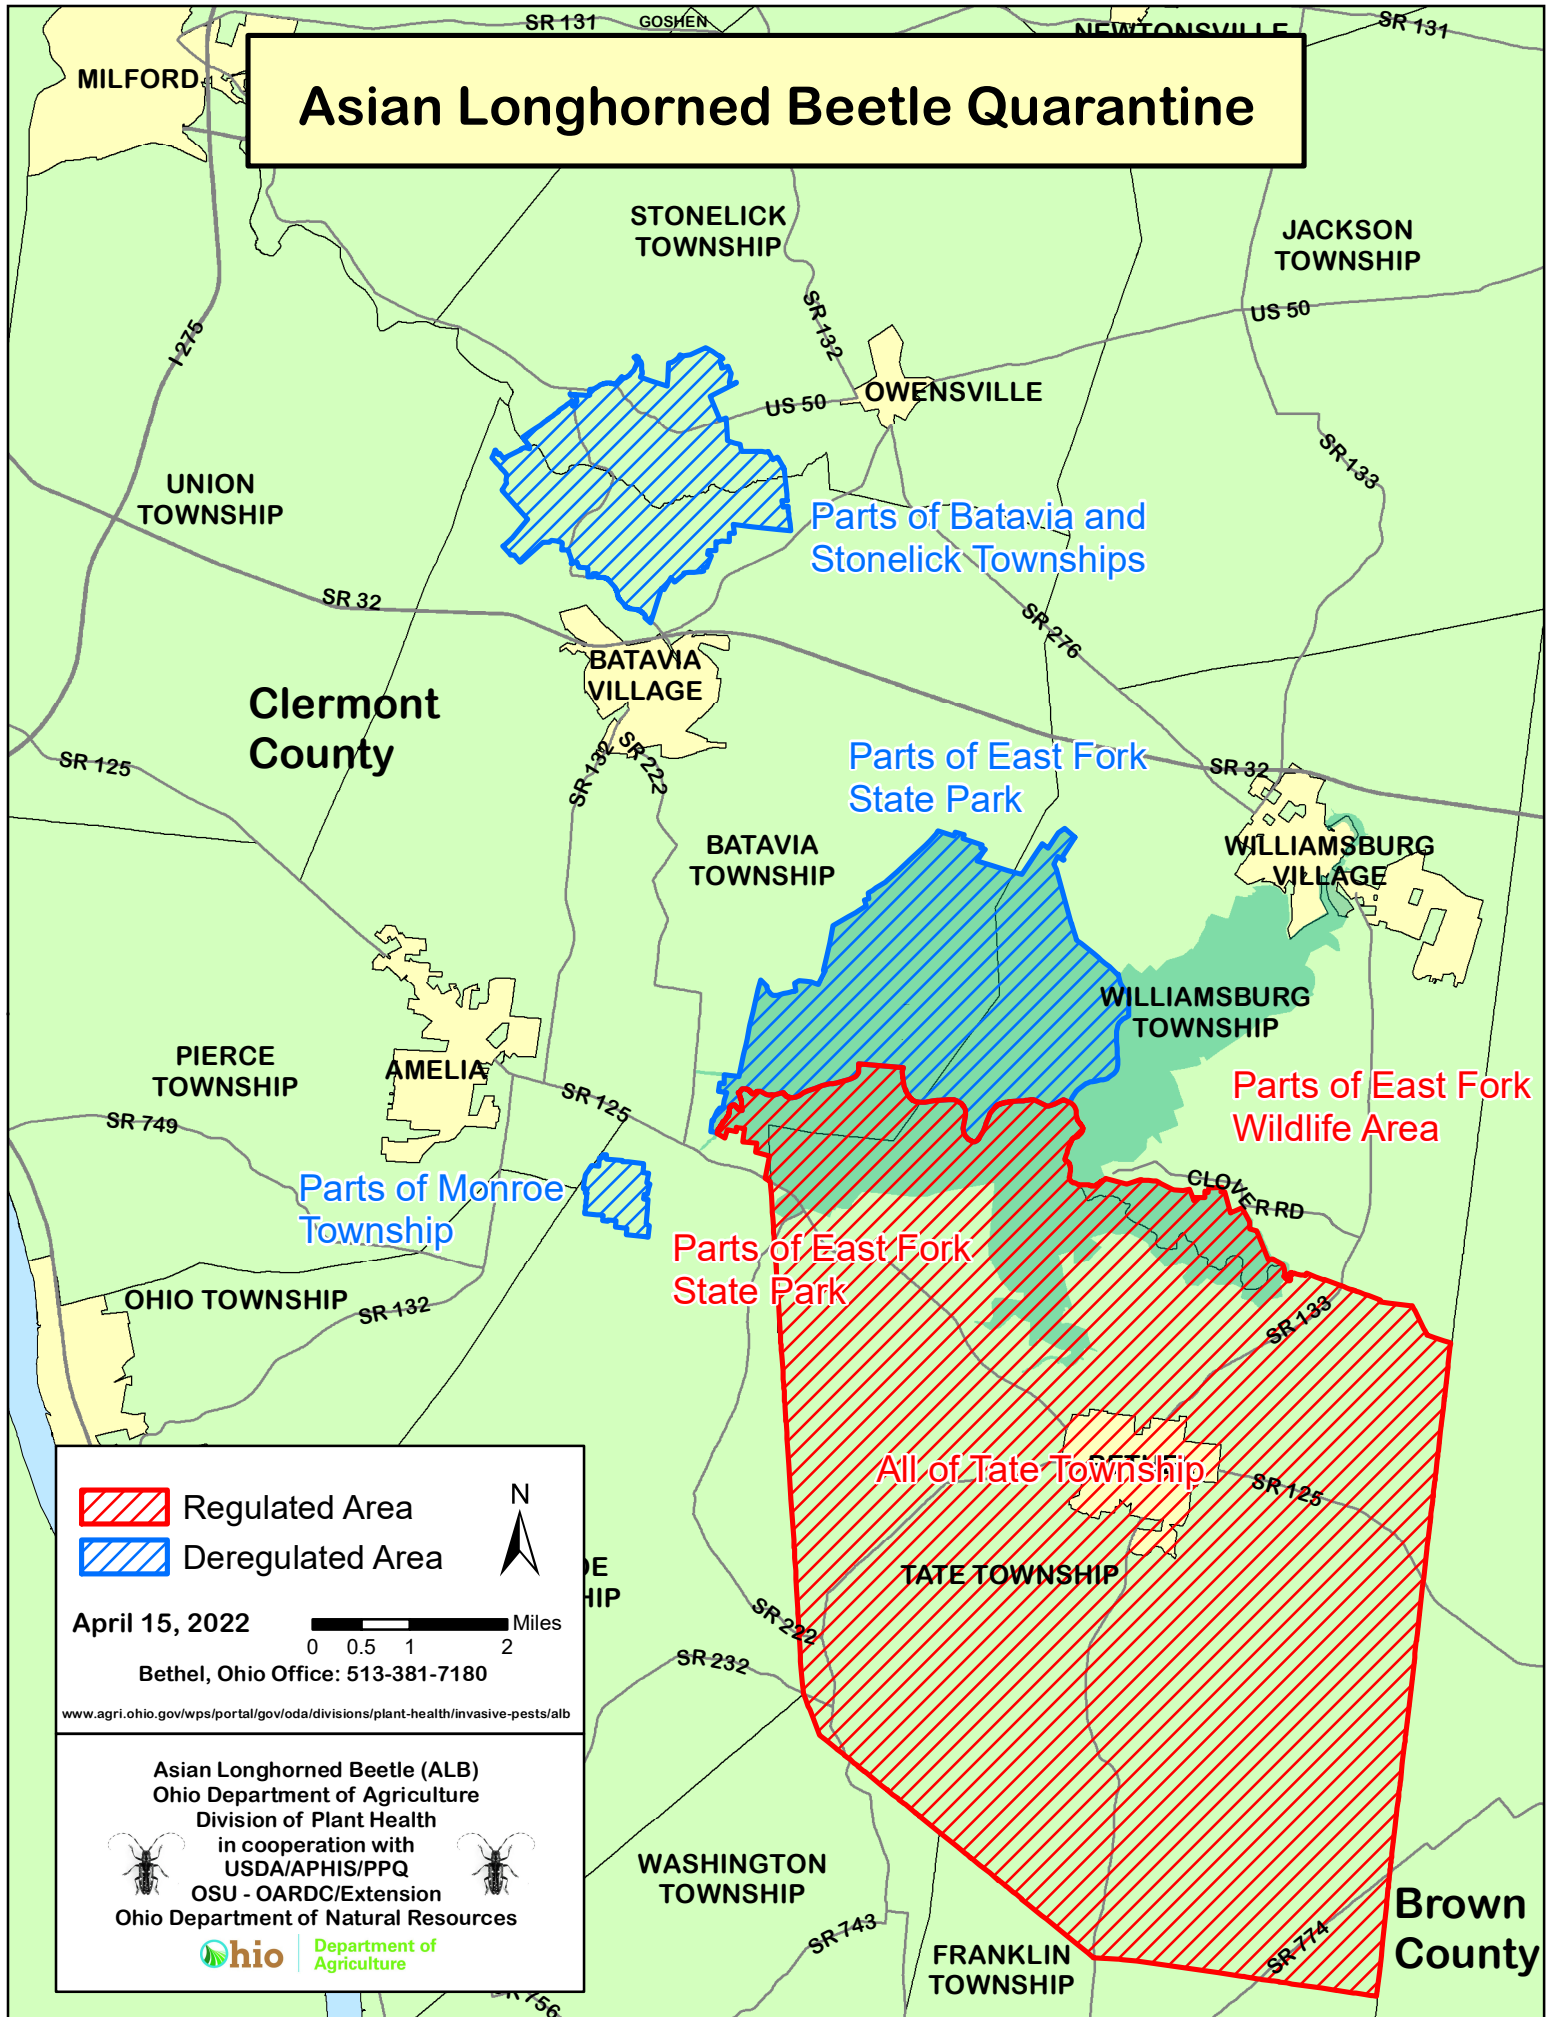 SR 131
GOSHEN
NEWTONSVILLE
SR 131
MILFORD
Asian Longhorned Beetle Quarantine
STONELICK
TOWNSHIP
JACKSON
TOWNSHIP
I 275
SR 132
US 50
US 50
OWENSVILLE
SR 133
UNION
TOWNSHIP
Parts of Batavia and
Stonelick Townships
SR 32
SR 276
BATAVIA
VILLAGE
Clermont
County
SR 125
SR 132
SR 222
Parts of East Fork
State Park
SR 32
BATAVIA
TOWNSHIP
WILLIAMSBURG
VILLAGE
WILLIAMSBURG
TOWNSHIP
PIERCE
TOWNSHIP
AMELIA
SR 125
SR 749
Parts of East Fork
Wildlife Area
CLOVER RD
Parts of Monroe
Township
Parts of East Fork
State Park
OHIO TOWNSHIP
SR 132
SR 133
All of Tate Township
SR 125
TATE TOWNSHIP
SR 222
SR 232
Regulated Area
Deregulated Area
N
April 15, 2022
Miles
0 0.5 1 2
Bethel, Ohio Office: 513-381-7180
www.agri.ohio.gov/wps/portal/gov/oda/divisions/plant-health/invasive-pests/alb
Asian Longhorned Beetle (ALB)
Ohio Department of Agriculture
Division of Plant Health
in cooperation with
USDA/APHIS/PPQ
OSU - OARDC/Extension
Ohio Department of Natural Resources
Ohio
Department of
Agriculture
WASHINGTON
TOWNSHIP
SR 743
FRANKLIN
TOWNSHIP
SR 774
Brown
County